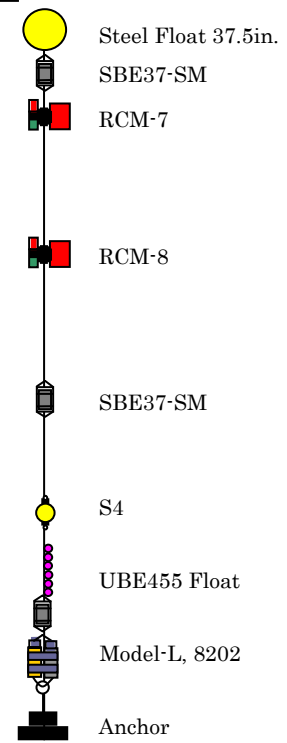 Steel Float 37.5in.
SBE37-SM
RCM-7
RCM-8
SBE37-SM
S4
UBE455 Float
Model-L, 8202
Anchor